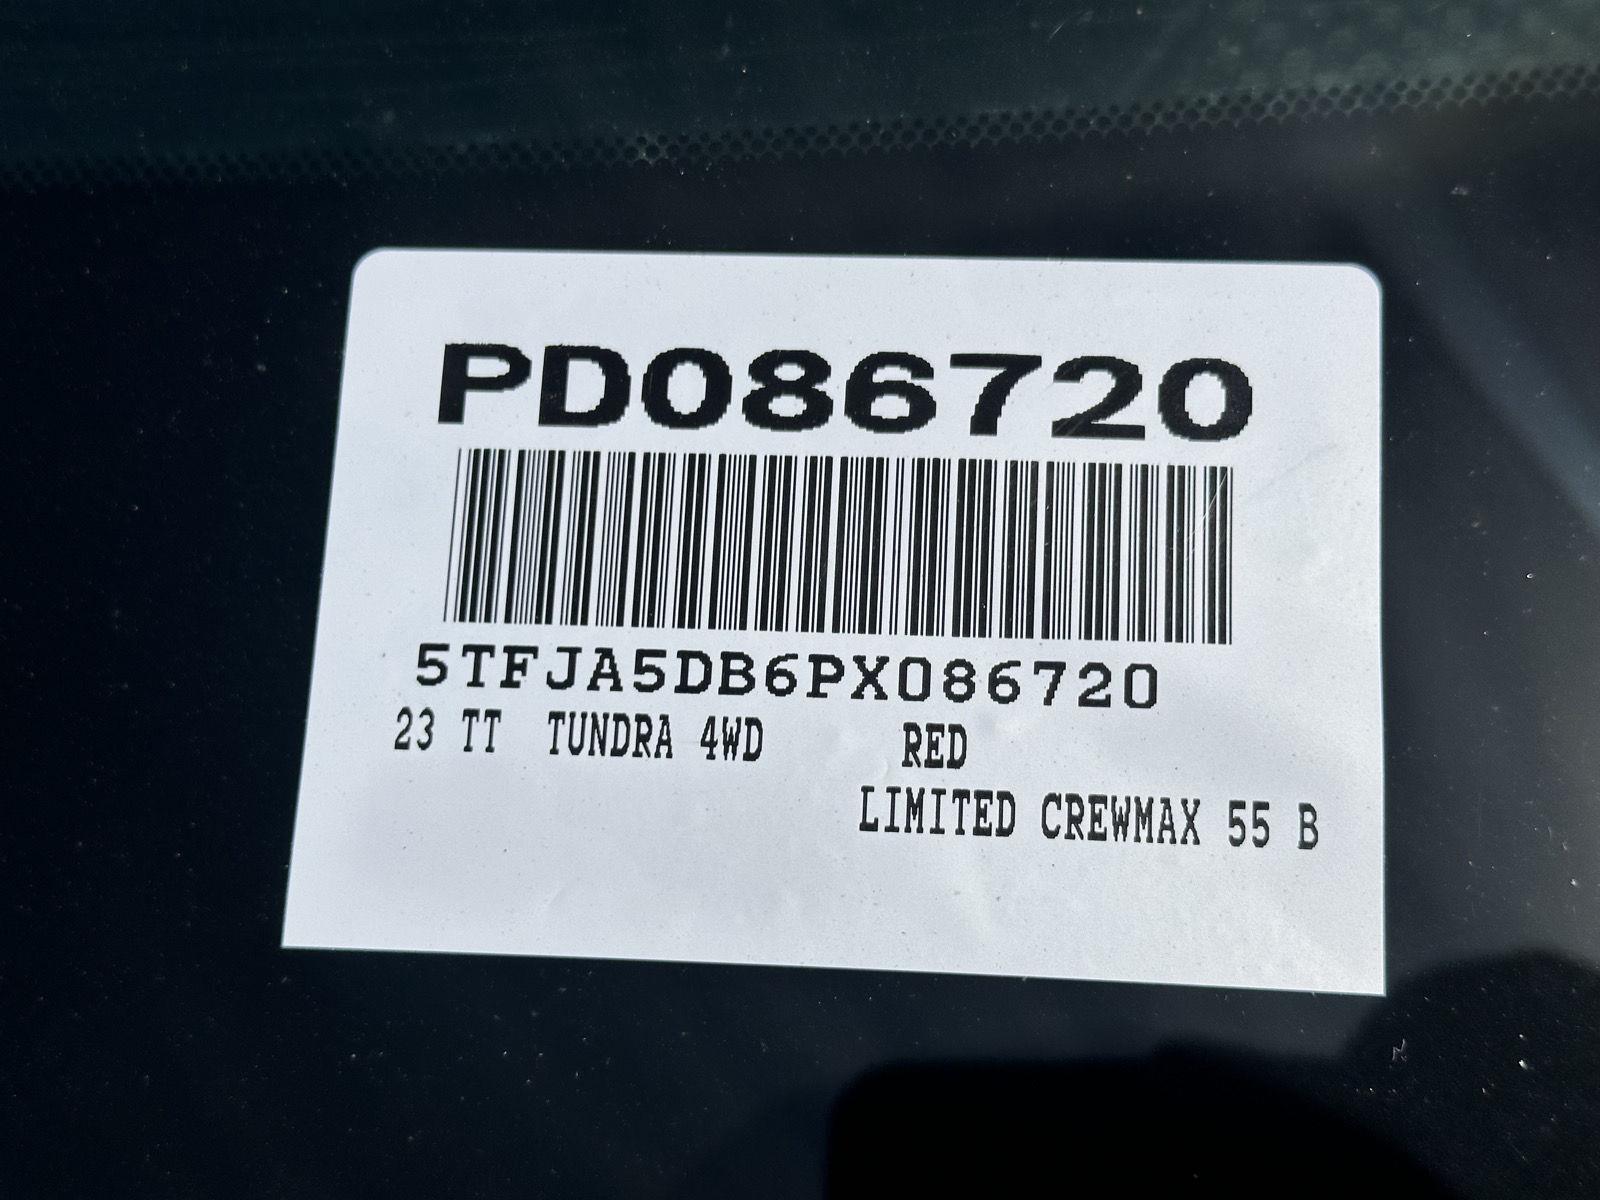 PD086720
5TFJA5DB6PX086720
23 TT TUNDRA 4WD RED
LIMITED CREWMAX 55 B